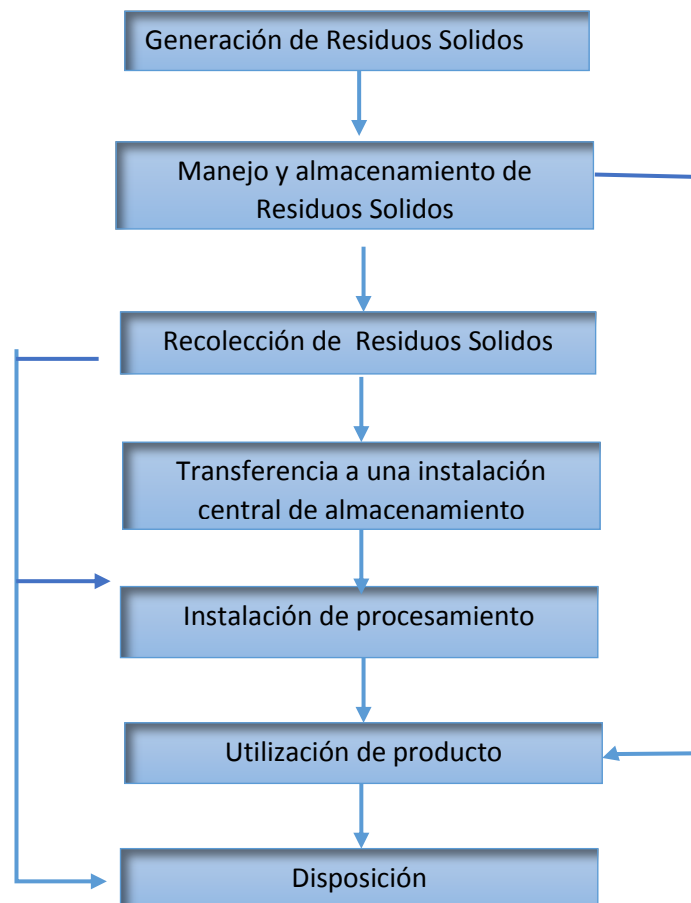 Generación de Residuos Solidos
Manejo y almacenamiento de
Residuos Solidos
Recolección de Residuos Solidos
Transferencia a una instalación
central de almacenamiento
Instalación de procesamiento
Utilización de producto
Disposición